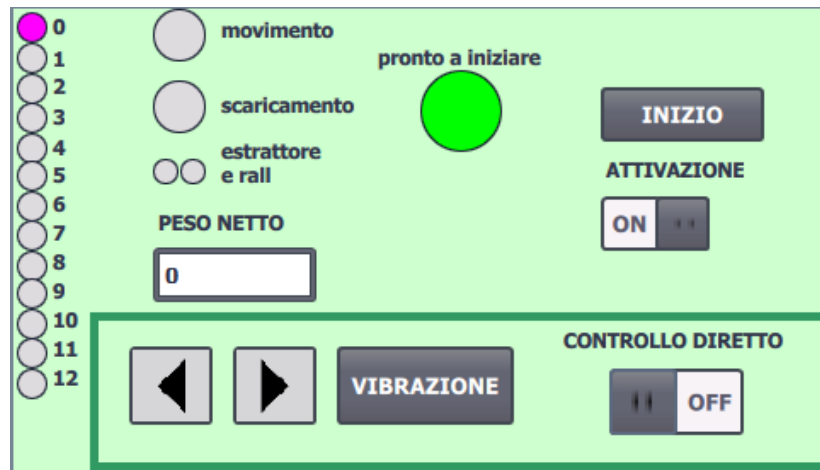 0
1
2
3
4
5
6
7
8
9
10
11
12
movimento
scaricamento
estrattore
e rall
pronto a iniziare
INIZIO
ATTIVAZIONE
ON
PESO NETTO
0
VIBRAZIONE
CONTROLLO DIRETTO
OFF